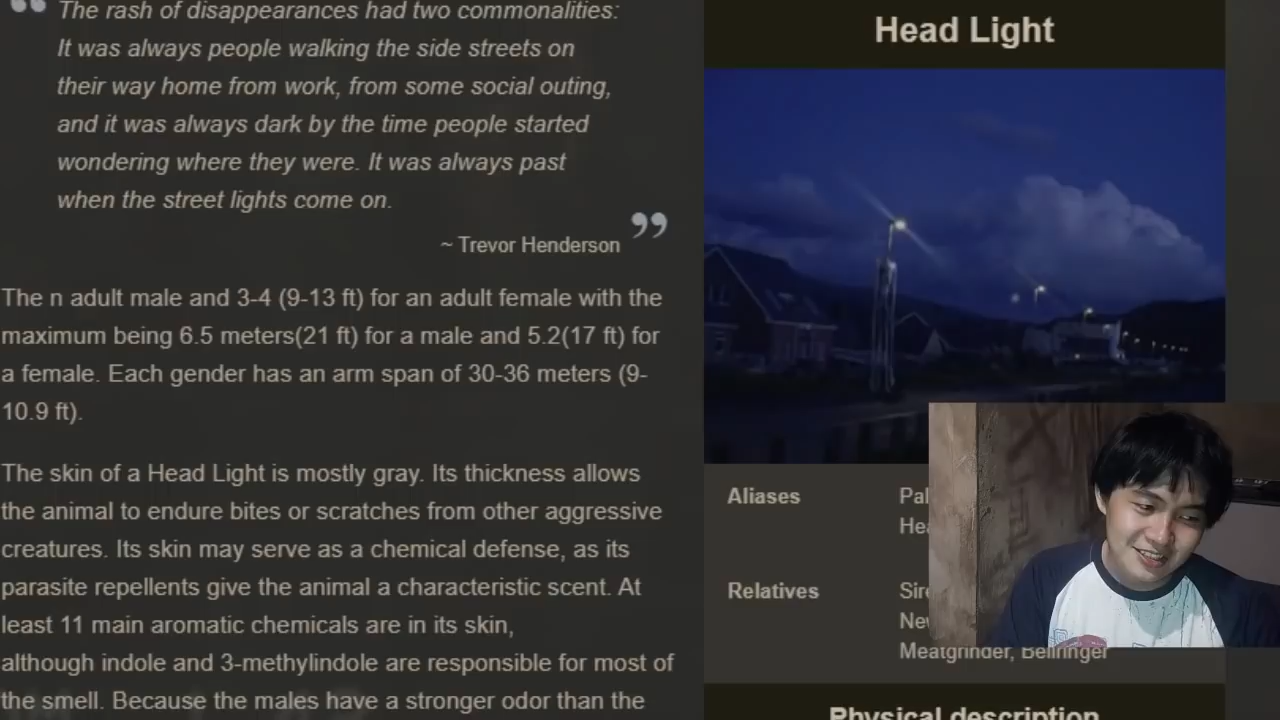 The rash of disappearances had two commonalities:
It was always people walking the side streets on
their way home from work, from some social outing,
and it was always dark by the time people started
wondering where they were. It was always past
when the street lights come on.
~ Trevor Henderson
The n adult male and 3-4 (9-13 ft) for an adult female with the
maximum being 6.5 meters(21 ft) for a male and 5.2(17 ft) for
a female. Each gender has an arm span of 30-36 meters (9-
10.9 ft).
The skin of a Head Light is mostly gray. Its thickness allows
the animal to endure bites or scratches from other aggressive
creatures. Its skin may serve as a chemical defense, as its
parasite repellents give the animal a characteristic scent. At
least 11 main aromatic chemicals are in its skin,
although indole and 3-methylindole are responsible for most of
the smell. Because the males have a stronger odor than the
Head Light
Aliases
Relatives
Meatgrinder, Bellringer
Physical description